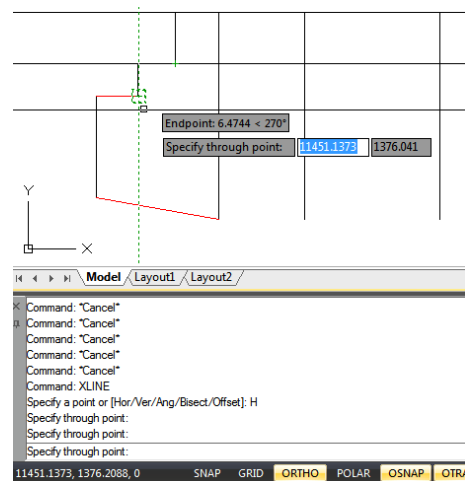 Endpoint: 6.4744 < 270°
Specify through point: 11451.1373 1376.041
Y
X
Model Layout1 Layout2
Command: *Cancel*
Command: *Cancel*
Command: *Cancel*
Command: *Cancel*
Command: *Cancel*
Command: XLINE
Specify a point or [Hor/Ver/Ang/Bisect/Offset]: H
Specify through point:
Specify through point:
Specify through point:
11451.1373, 1376.2088, 0 SNAP GRID ORTHO POLAR OSNAP OTRA